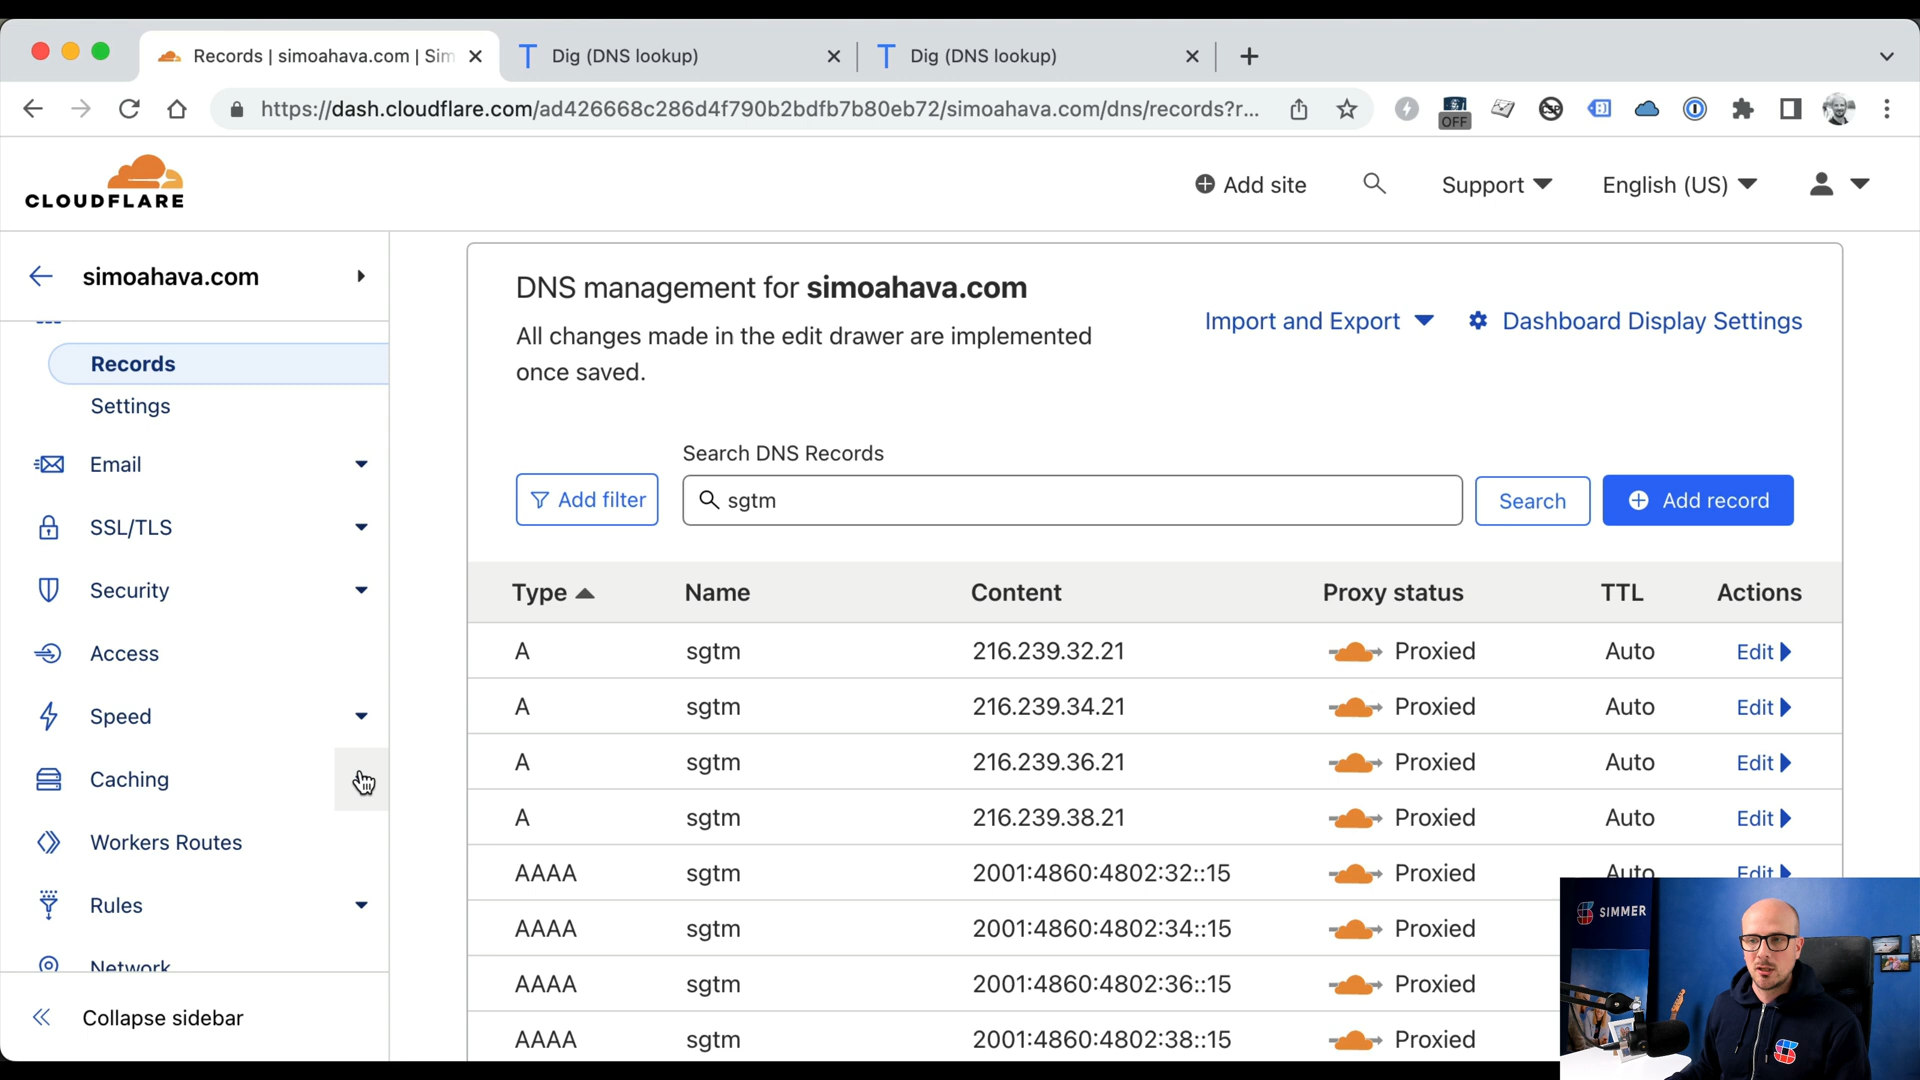 Records | simoahava.com | Sim
Dig (DNS lookup)
Dig (DNS lookup)
https://dash.cloudflare.com/ad426668c286d4f790b2bdfb7b80eb72/simoahava.com/dns/records?r...
OFF
CLOUDFLARE
Add site
Support
English (US)
simoahava.com
Records
Settings
Email
SSL/TLS
Security
Access
Speed
Caching
Workers Routes
Rules
Network
Collapse sidebar
DNS management for simoahava.com
All changes made in the edit drawer are implemented
once saved.
Import and Export
Dashboard Display Settings
Search DNS Records
Add filter
sgtm
Search
Add record
Type Name Content Proxy status TTL Actions
A sgtm 216.239.32.21 Proxied Auto Edit
A sgtm 216.239.34.21 Proxied Auto Edit
A sgtm 216.239.36.21 Proxied Auto Edit
A sgtm 216.239.38.21 Proxied Auto Edit
AAAA sgtm 2001:4860:4802:32::15 Proxied Auto Edit
AAAA sgtm 2001:4860:4802:34::15 Proxied
AAAA sgtm 2001:4860:4802:36::15 Proxied
AAAA sgtm 2001:4860:4802:38::15 Proxied
SIMMER